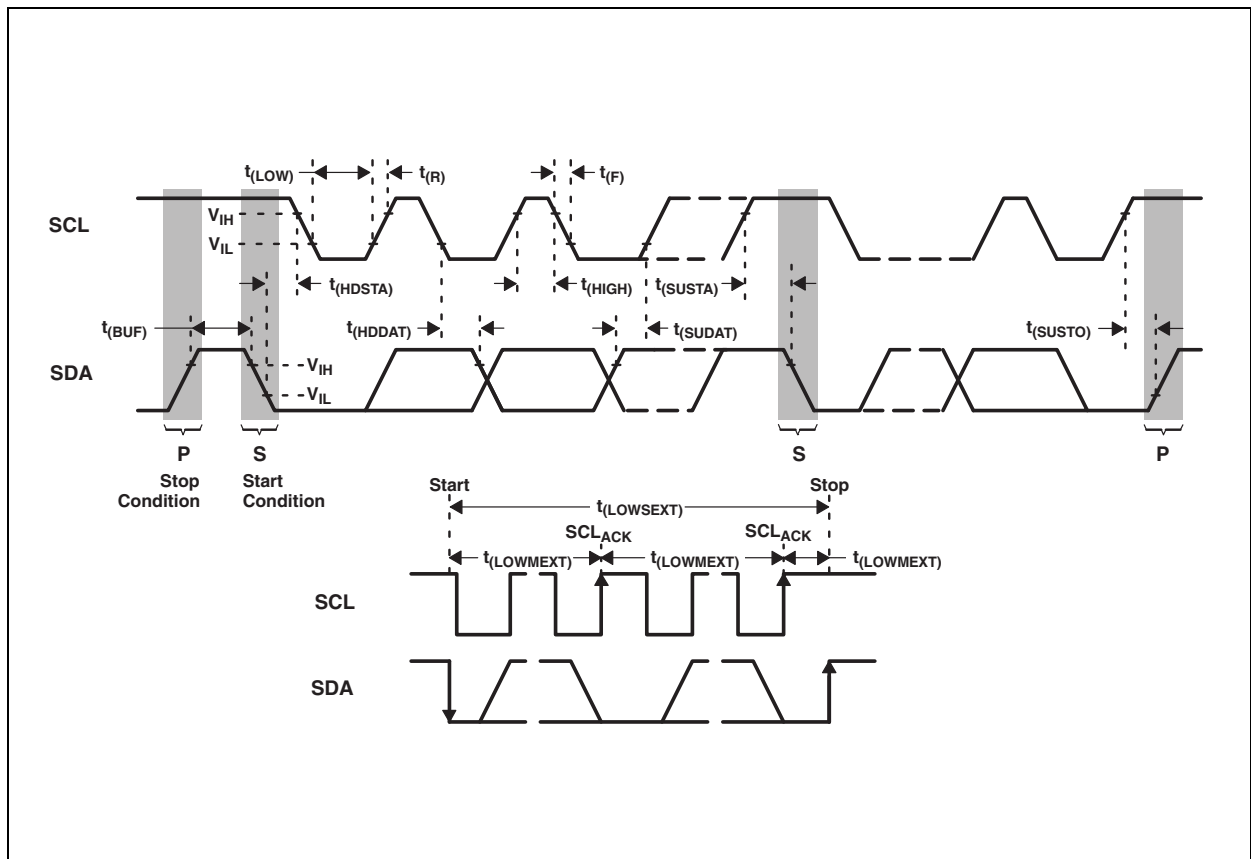 t(LOW)
t(R)
t(F)
SCL
VIH
VIL
t(HDSTA)
t(HIGH)
t(SUSTA)
t(BUF)
t(HDDAT)
t(SUDAT)
t(SUSTO)
SDA
VIH
VIL
P
S
S
P
Stop
Condition
Start
Condition
Start
Stop
t(LOWSEXT)
SCLACK
SCLACK
t(LOWMEXT)
t(LOWMEXT)
t(LOWMEXT)
SCL
SDA